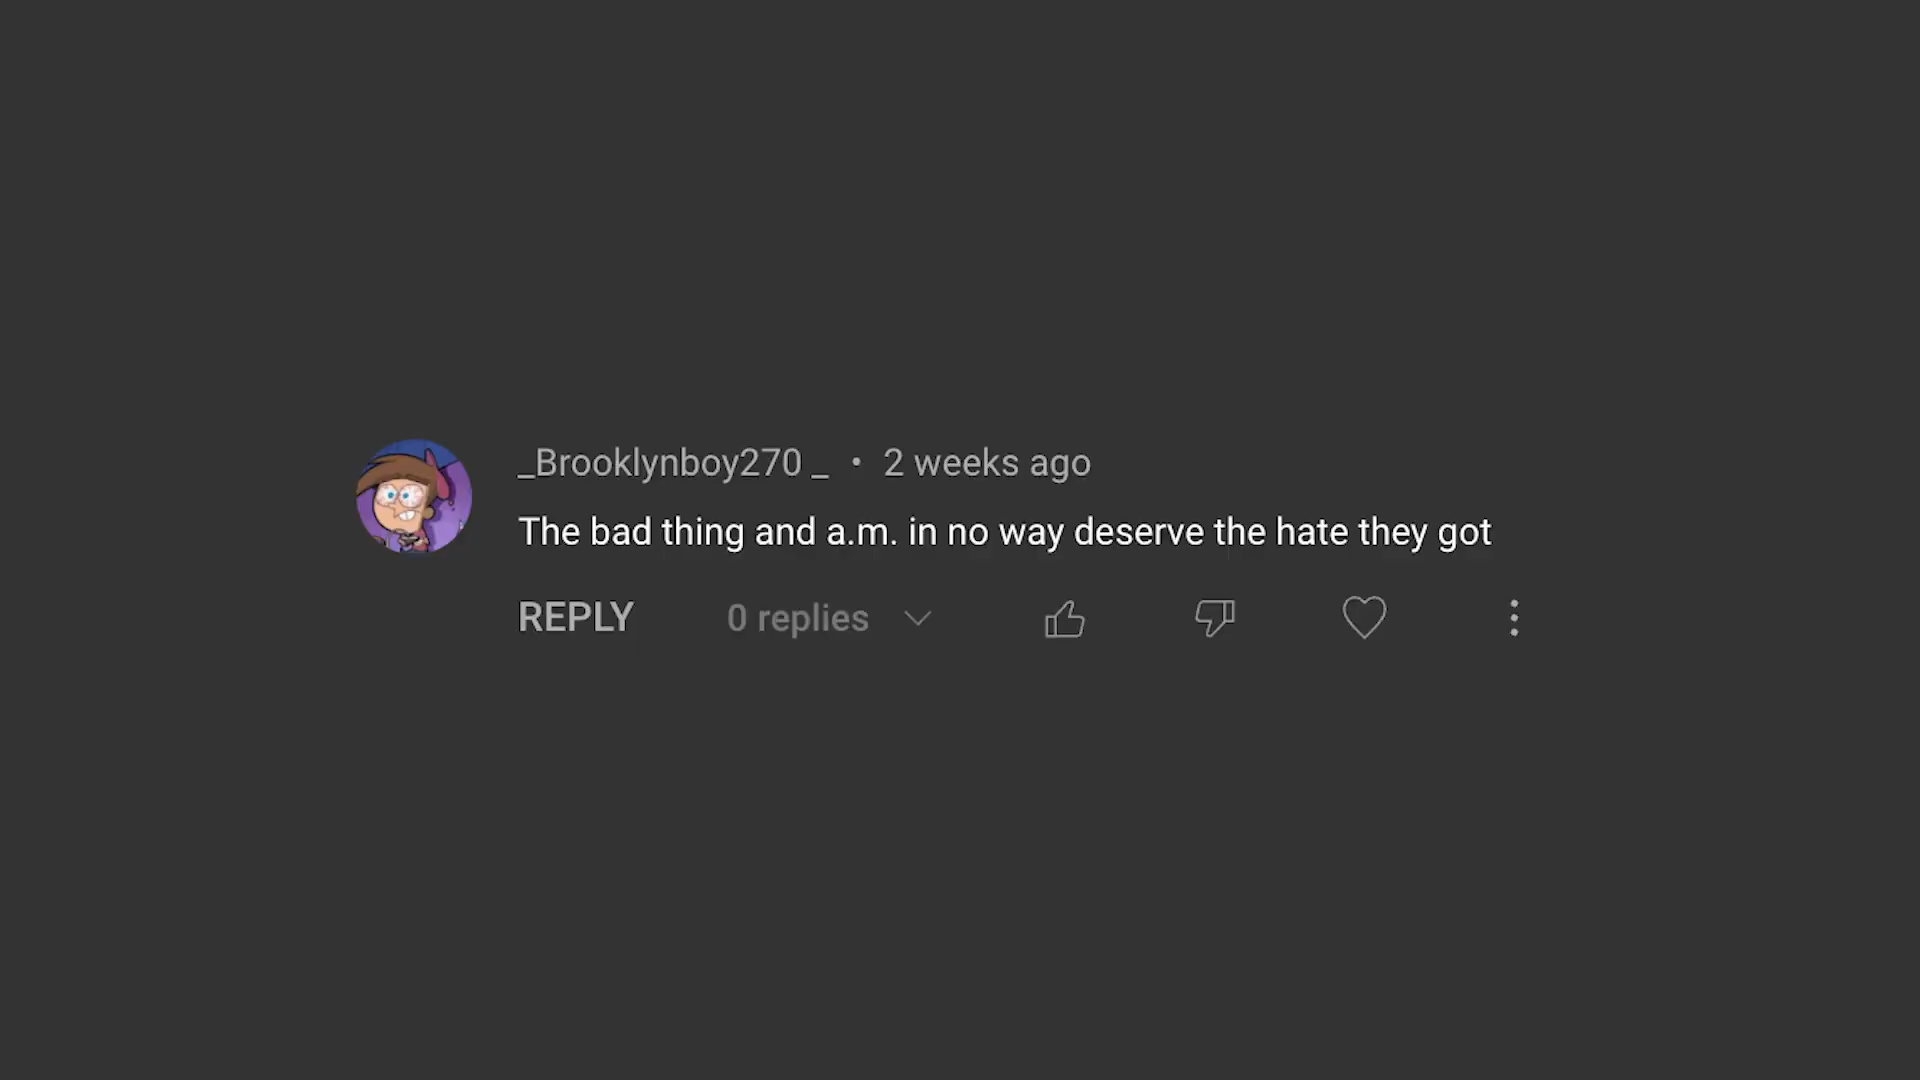 _Brooklynboy270 _ • 2 weeks ago
The bad thing and a.m. in no way deserve the hate they got
REPLY 0 replies